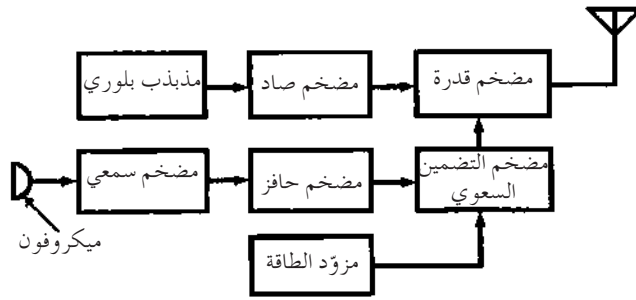 مذبذب بلوري
مضخم صاد
مضخم قدرة
مضخم سمعي
مضخم حافز
مضخم التضمين
السعوي
ميكروفون
مزوّد الطاقة